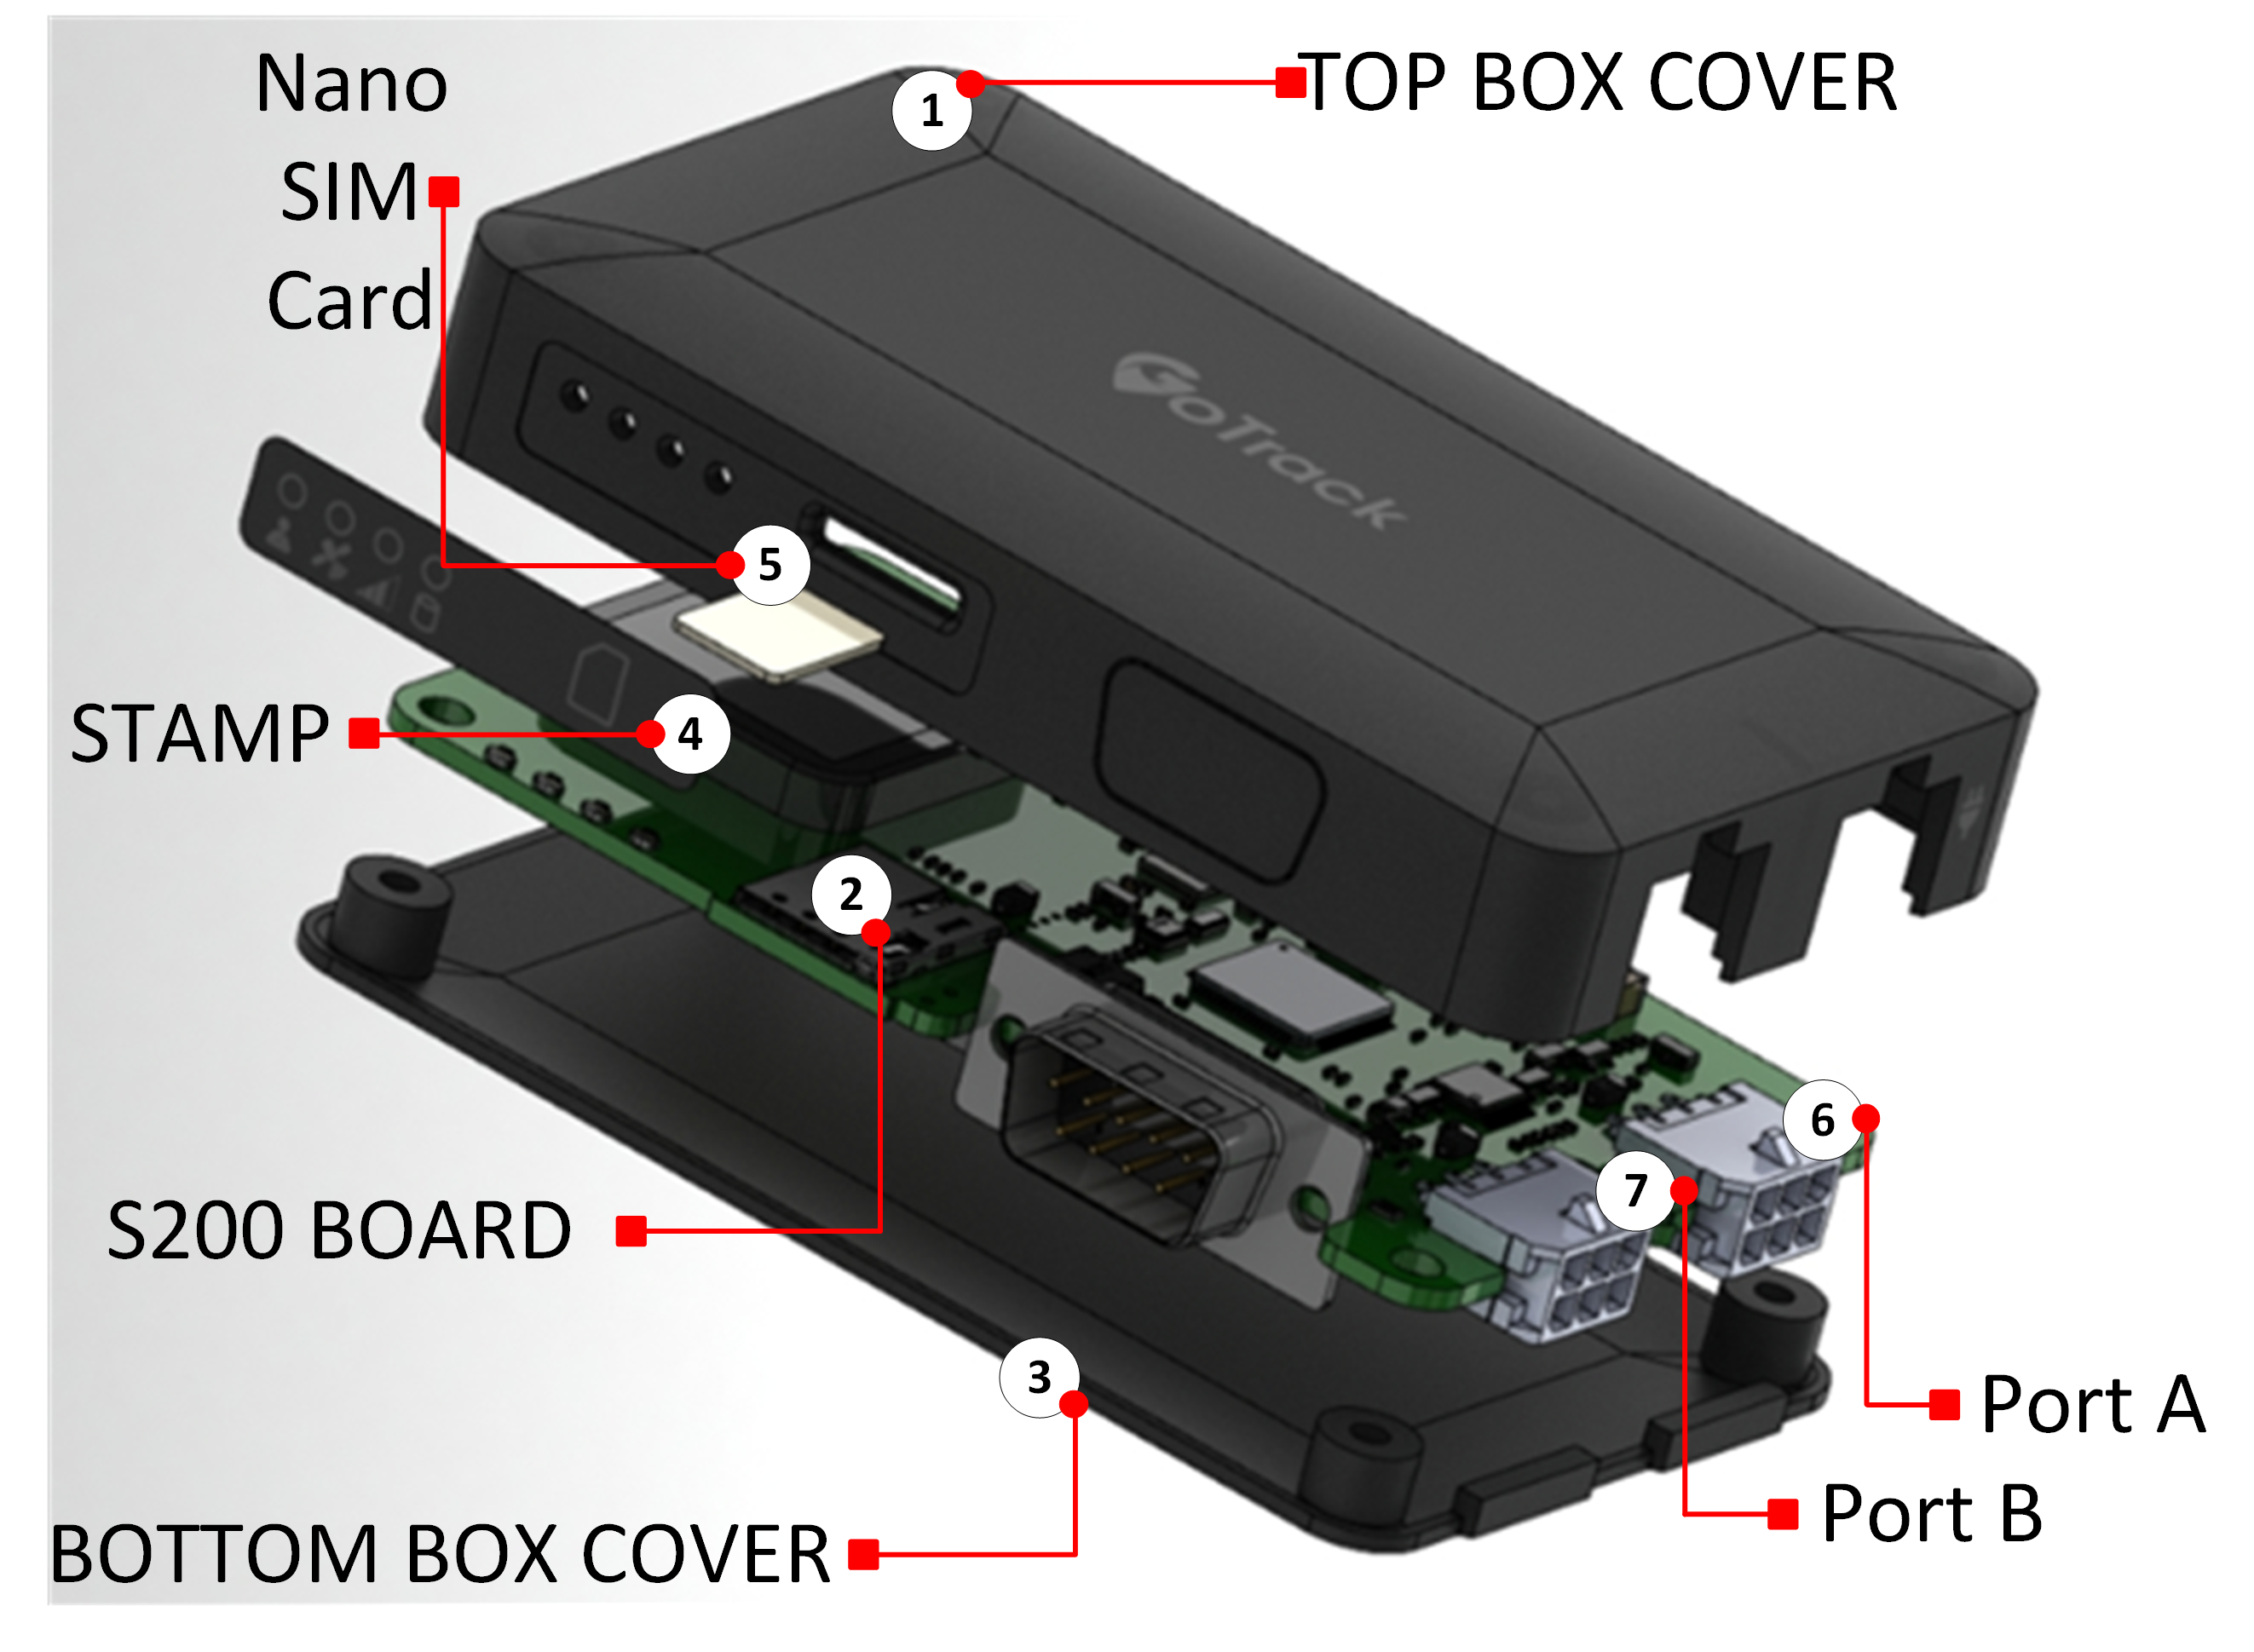 Nano
SIM
Card
1
TOP BOX COVER
GoTrack
5
STAMP
4
2
6
7
S200 BOARD
3
Port A
Port B
BOTTOM BOX COVER